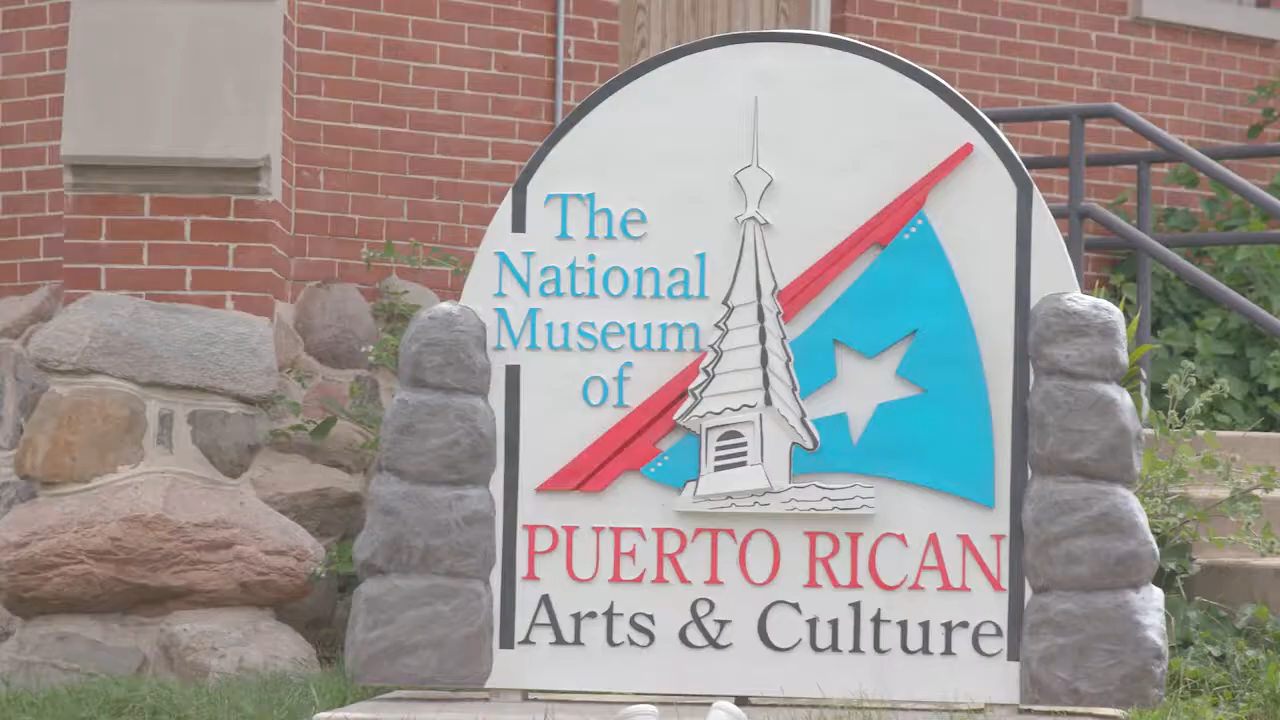 The
National
Museum
of
PUERTO RICAN
Arts & Culture